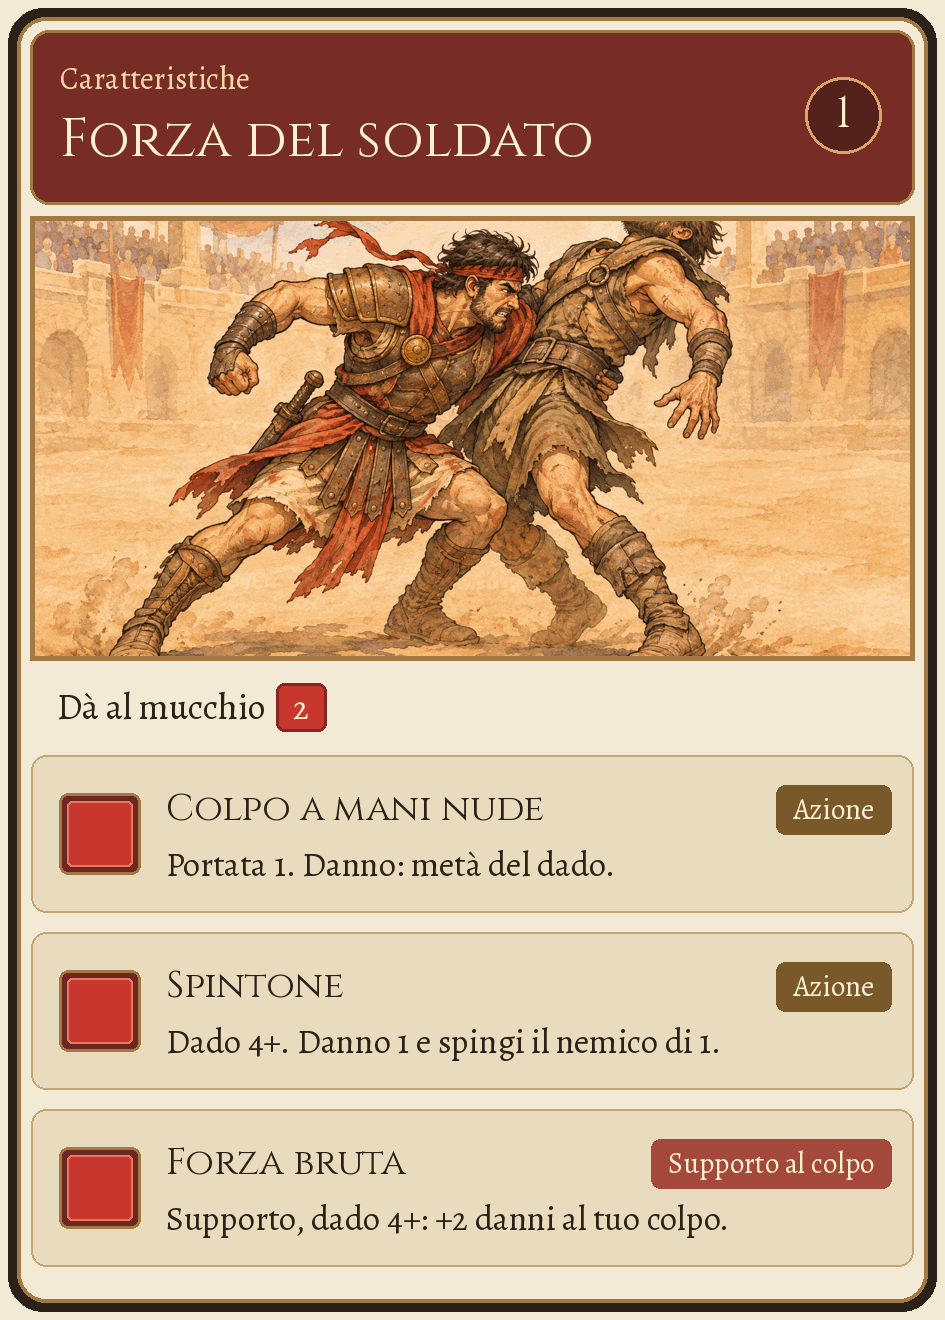 Caratteristiche
Forza del soldato
1
Dà al mucchio 2
Colpo a mani nude
Azione
Portata 1. Danno: metà del dado.
Spintone
Azione
Dado 4+. Danno 1 e spingi il nemico di 1.
Forza bruta
Supporto al colpo
Supporto, dado 4+: +2 danni al tuo colpo.